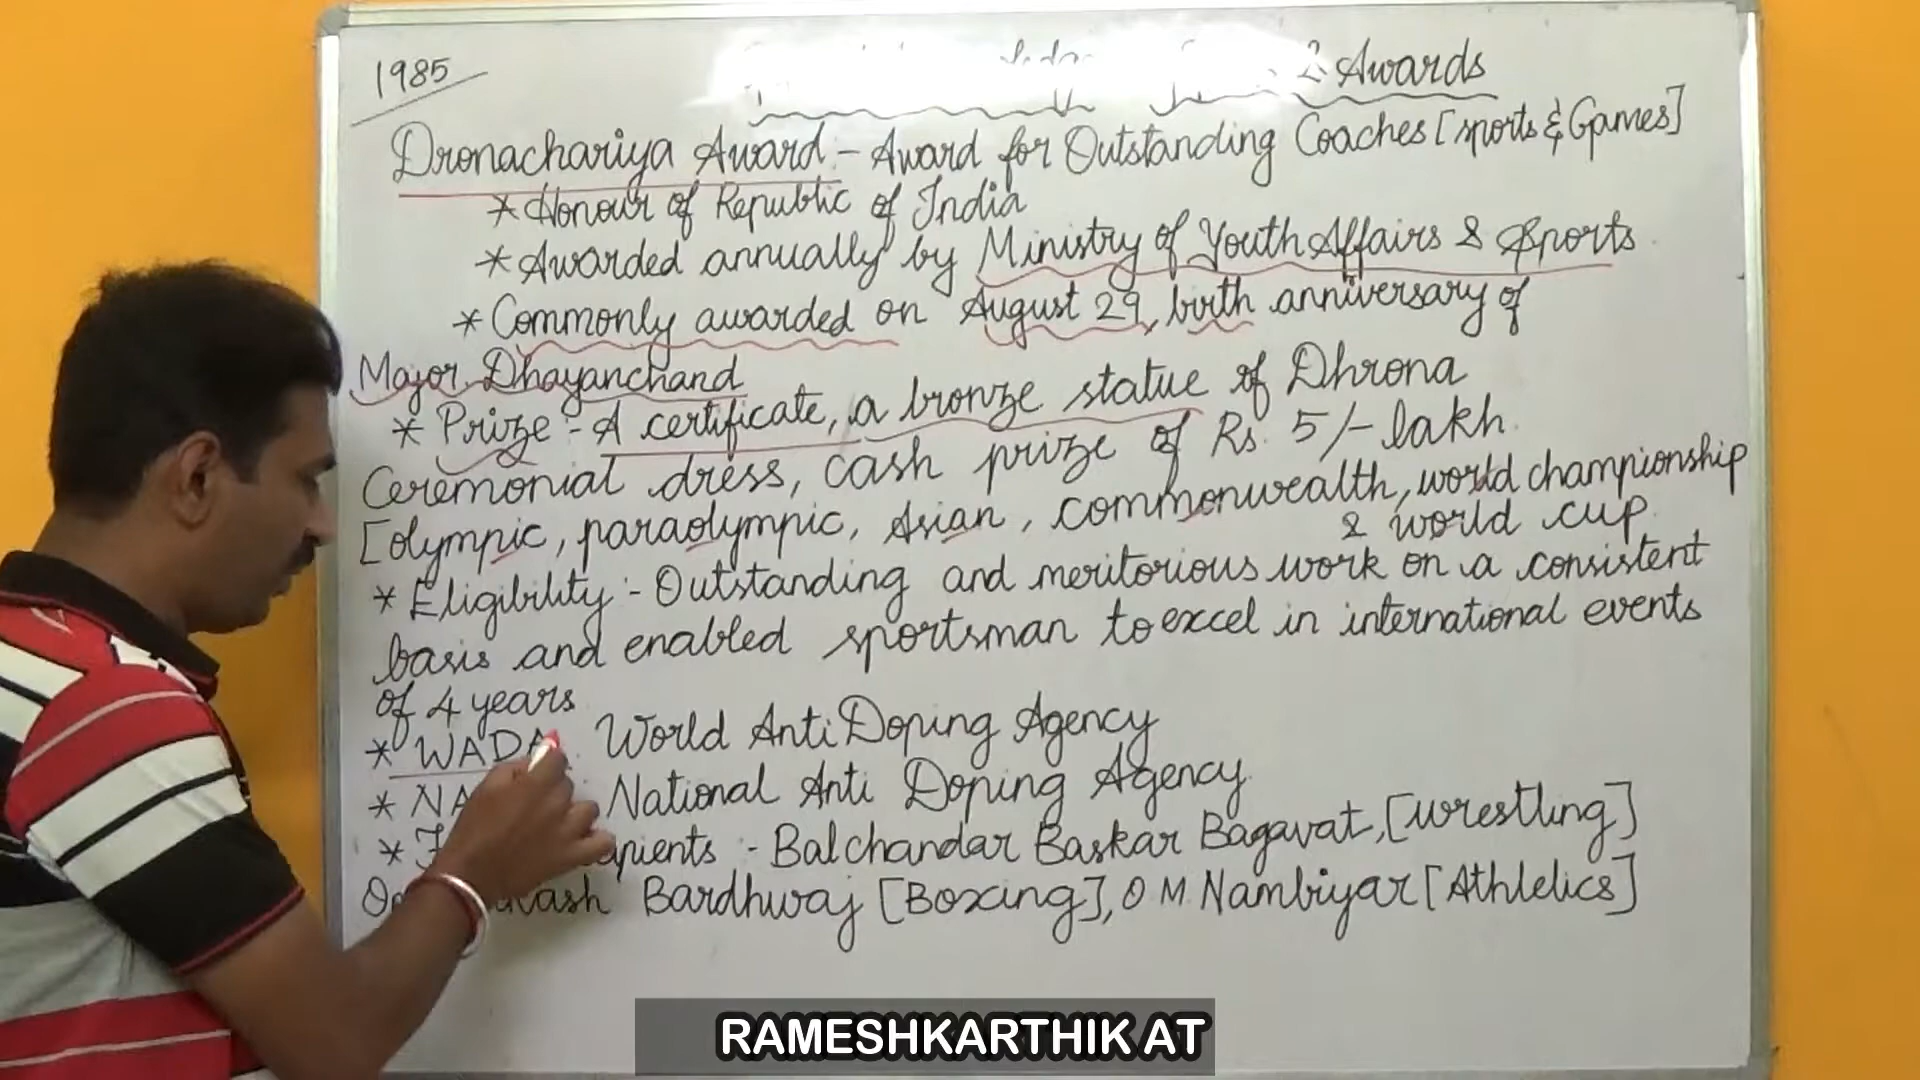 1985
& Awards
Dronachariya Award:- Award for Outstanding Coaches [sports & Games]
* Honour of Republic of India
* Awarded annually by Ministry of Youth Affairs & Sports
* Commonly awarded on August 29, birth anniversary of
Major Dhayanchand
* Prize:- A certificate, a bronze statue of Dhrona
Ceremonial dress, cash prize of Rs. 5/- lakh.
[olympic, paraolympic, Asian, commonwealth, world championship
& world cup.
* Eligibility:- Outstanding and meritorious work on a consistent
basis and enabled sportsman to excel in international events
of 4 years
* WADA : World Anti Doping Agency
* NA : National Anti Doping Agency
* :- Balchandar Baskar Bagavat, [wrestling]
Bardhwaj [Boxing], O M Nambiyar [Athletics]
RAMESHKARTHIK AT